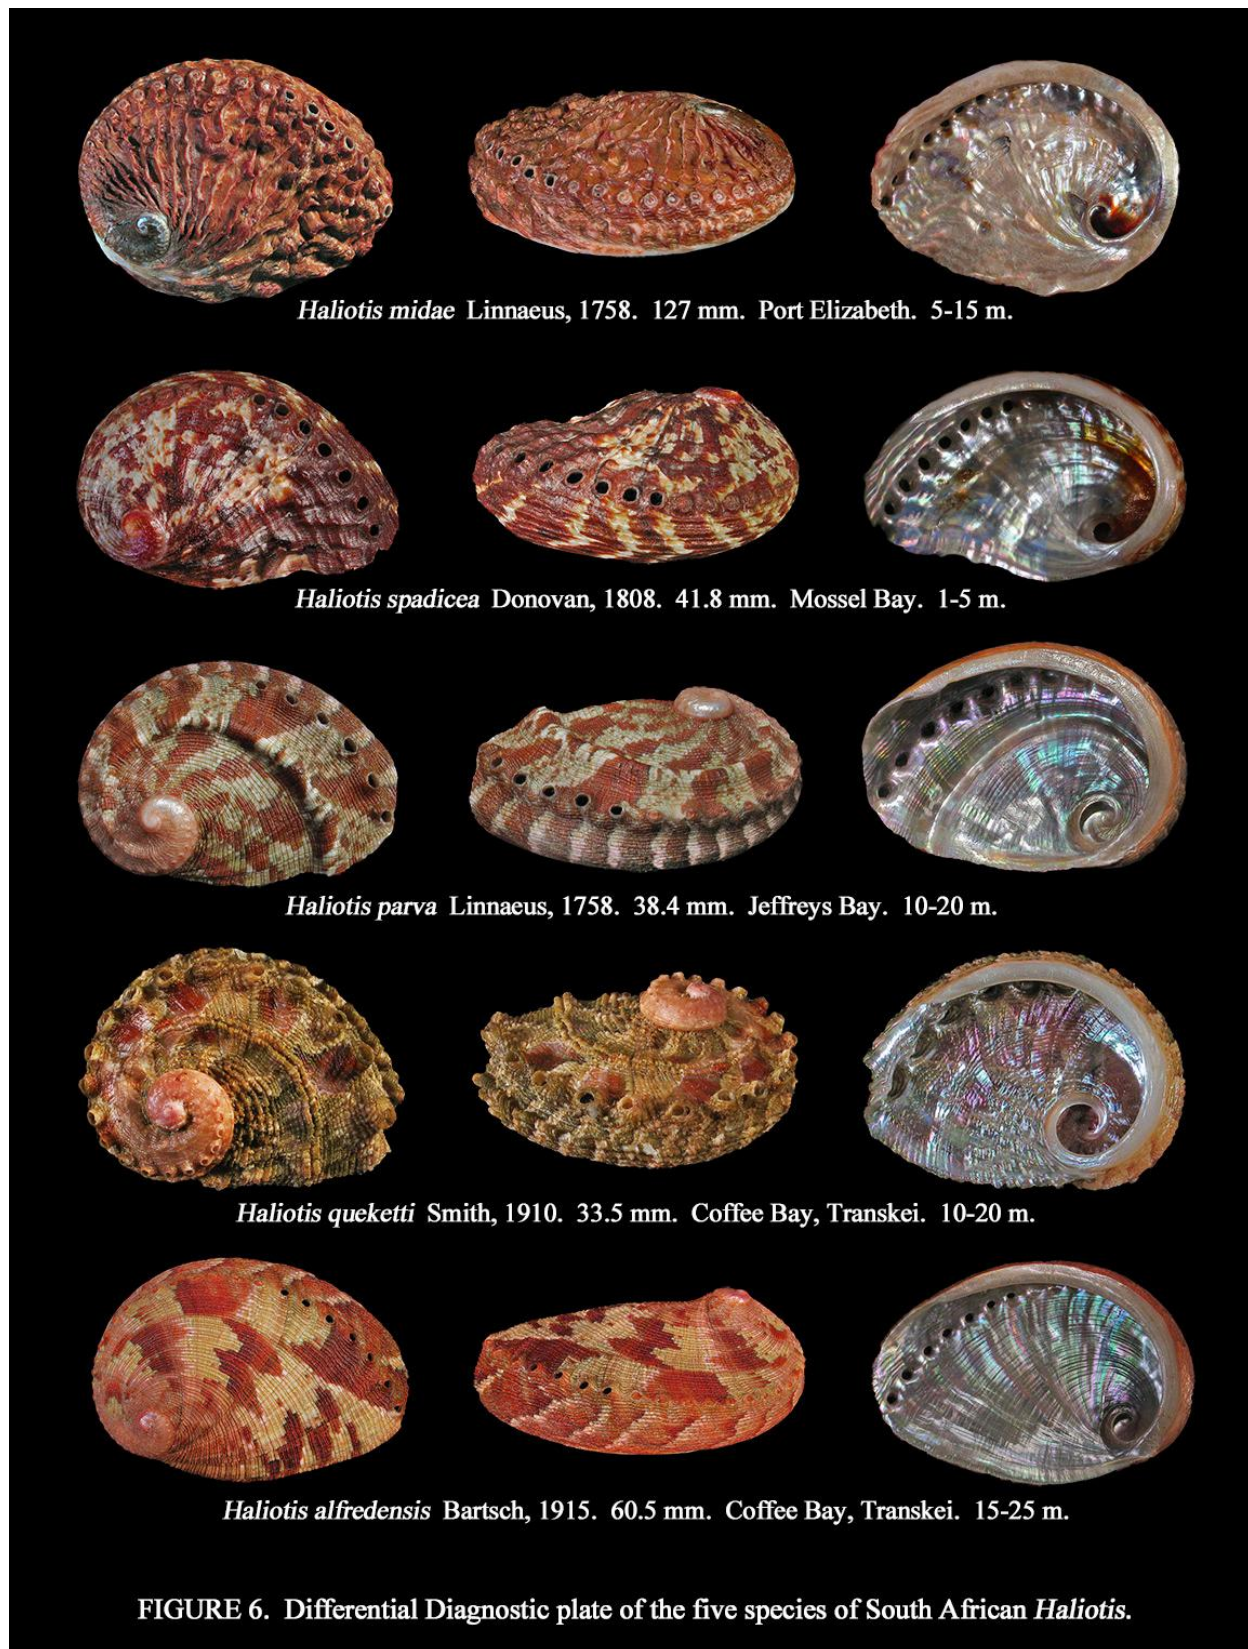 Haliotis midae Linnaeus, 1758. 127 mm. Port Elizabeth. 5-15 m.
Haliotis spadicea Donovan, 1808. 41.8 mm. Mossel Bay. 1-5 m.
Haliotis parva Linnaeus, 1758. 38.4 mm. Jeffreys Bay. 10-20 m.
Haliotis queketti Smith, 1910. 33.5 mm. Coffee Bay, Transkei. 10-20 m.
Haliotis alfredensis Bartsch, 1915. 60.5 mm. Coffee Bay, Transkei. 15-25 m.
FIGURE 6. Differential Diagnostic plate of the five species of South African Haliotis.